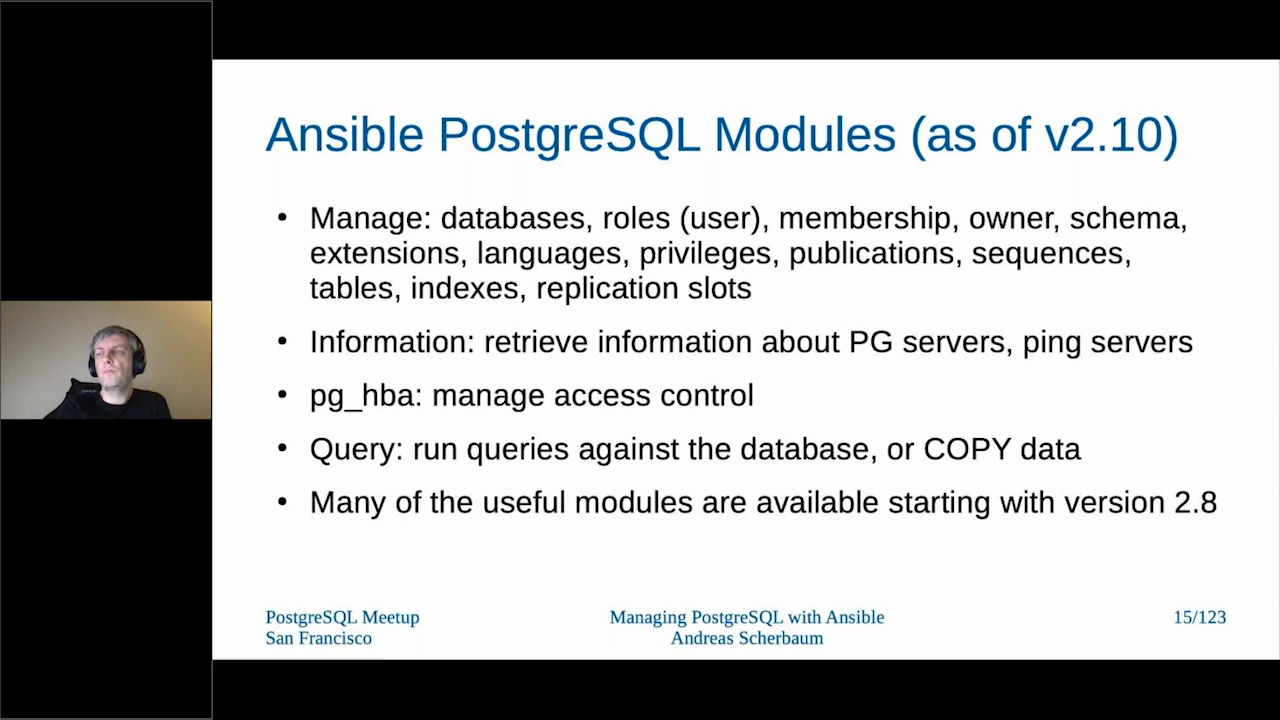 Ansible PostgreSQL Modules (as of v2.10)
• Manage: databases, roles (user), membership, owner, schema,
extensions, languages, privileges, publications, sequences,
tables, indexes, replication slots
• Information: retrieve information about PG servers, ping servers
• pg_hba: manage access control
• Query: run queries against the database, or COPY data
• Many of the useful modules are available starting with version 2.8
PostgreSQL Meetup
San Francisco
Managing PostgreSQL with Ansible
Andreas Scherbaum
15/123